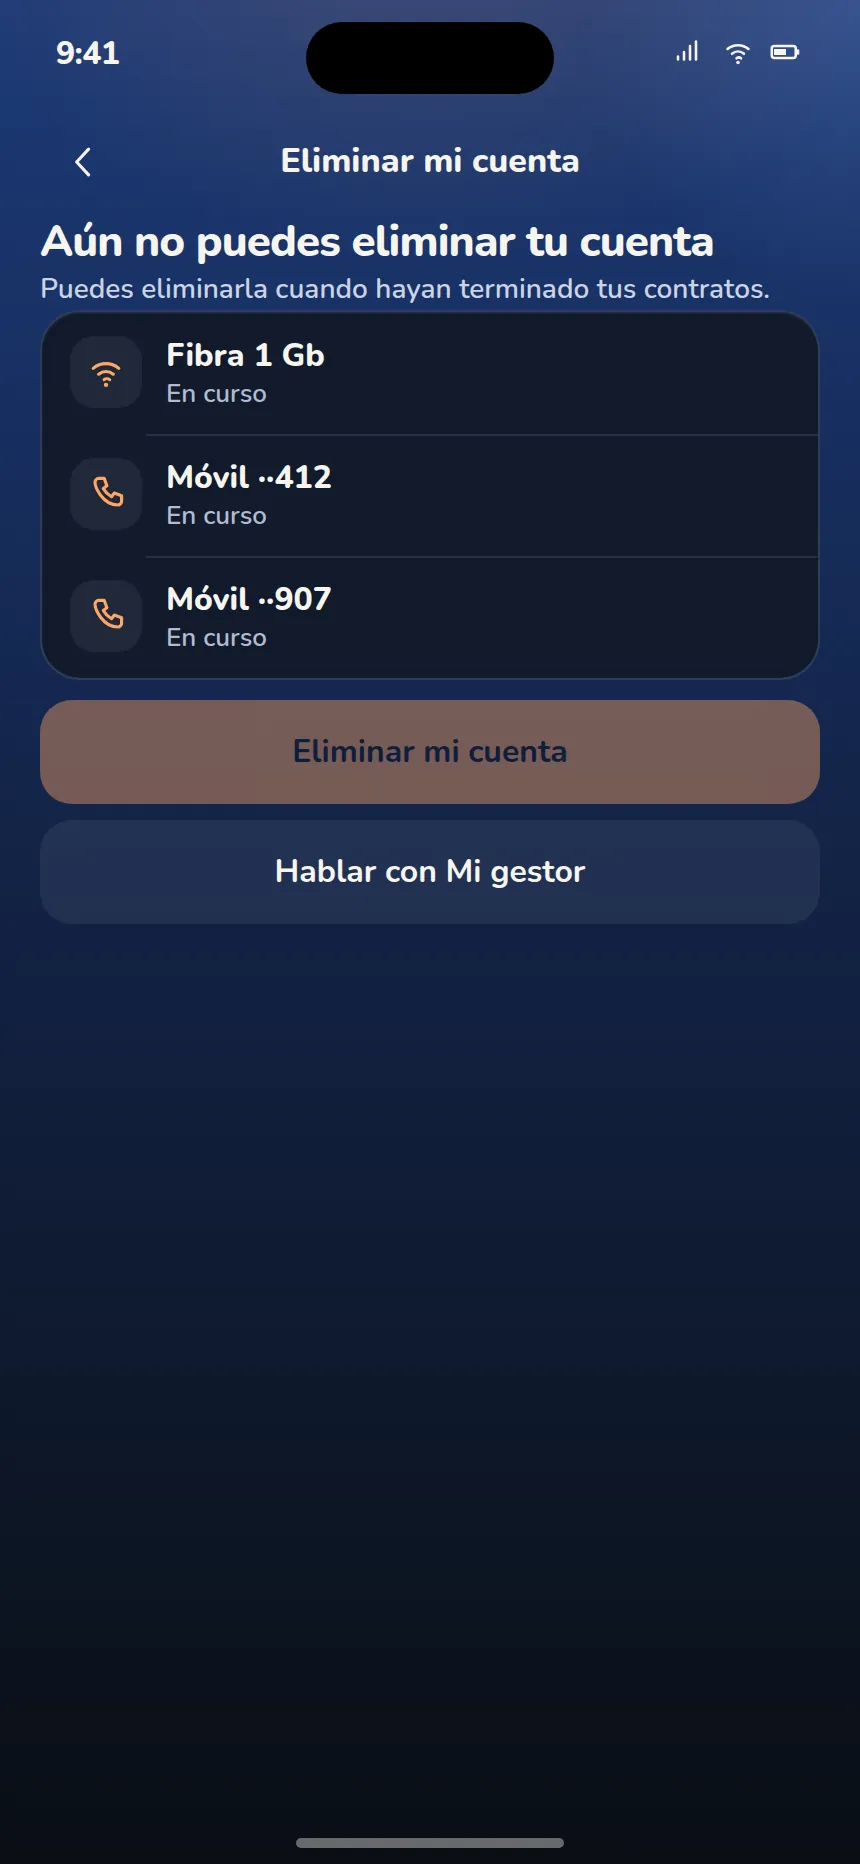 9:41
Eliminar mi cuenta
Aún no puedes eliminar tu cuenta
Puedes eliminarla cuando hayan terminado tus contratos.
Fibra 1 Gb
En curso
Móvil ··412
En curso
Móvil ··907
En curso
Eliminar mi cuenta
Hablar con Mi gestor